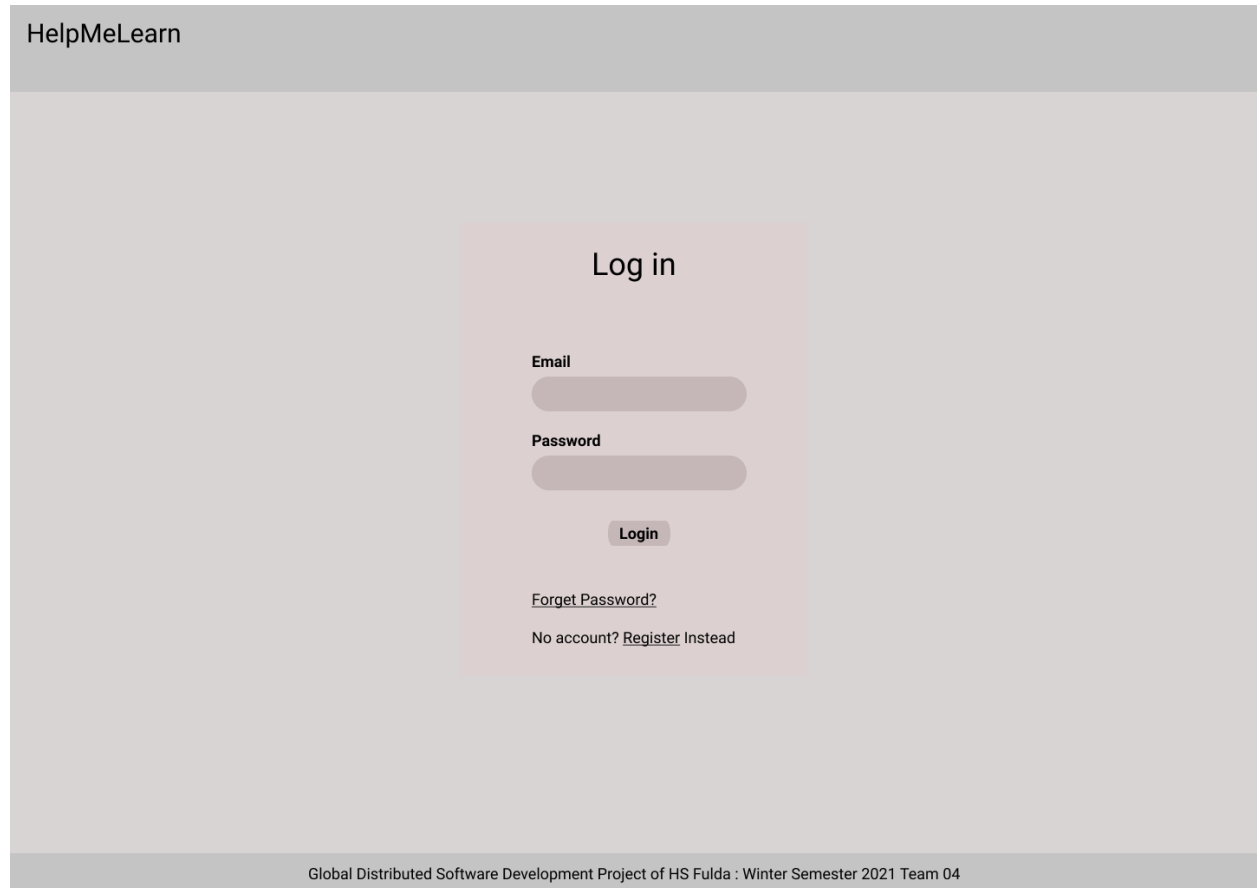 HelpMeLearn
Log in
Email
Password
Login
Forget Password?
No account? Register Instead
Global Distributed Software Development Project of HS Fulda : Winter Semester 2021 Team 04